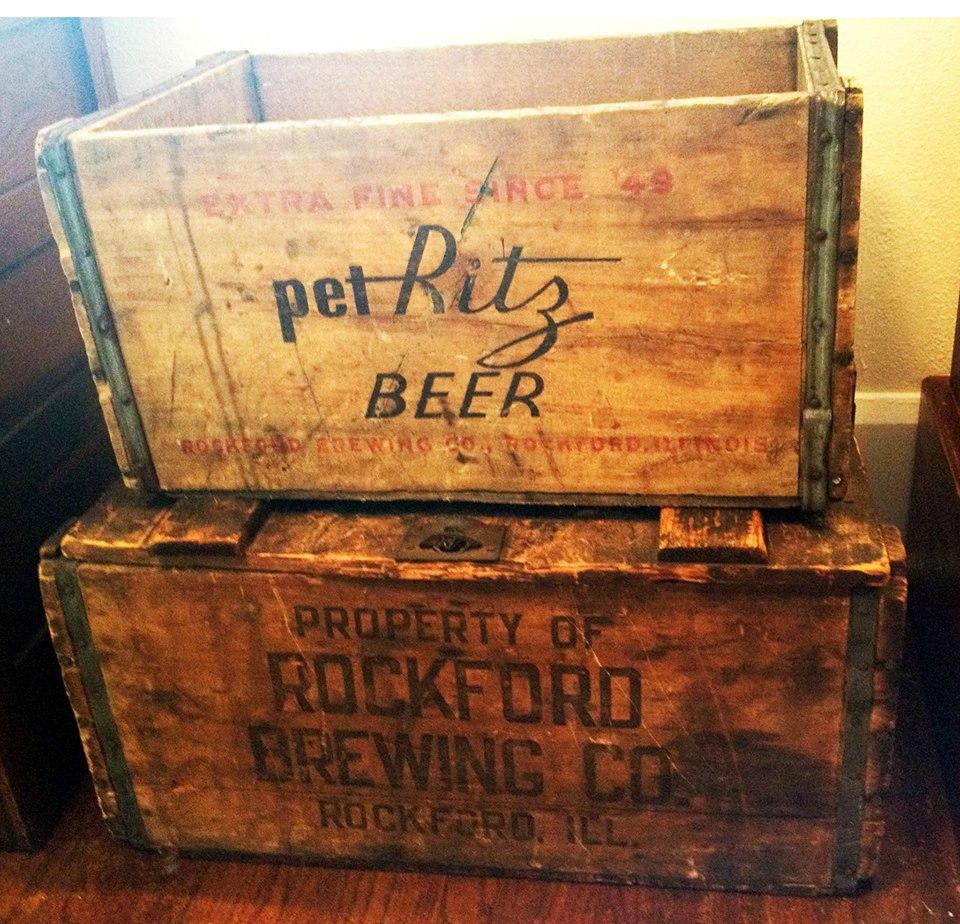 EXTRA FINE SINCE '49
pet Ritz
BEER
ROCKFORD BREWING CO., ROCKFORD, ILLINOIS
PROPERTY OF
ROCKFORD
BREWING CO.
ROCKFORD, ILL.